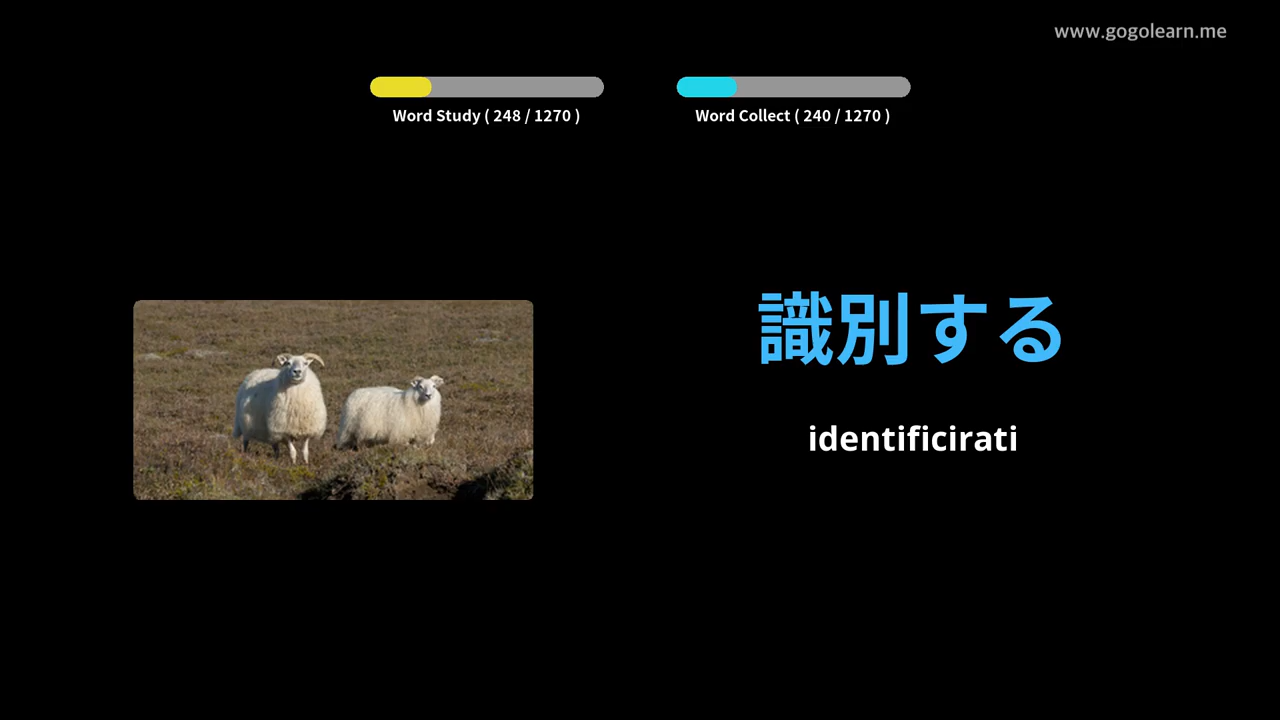 www.gogolearn.me
Word Study ( 248 / 1270 )
Word Collect ( 240 / 1270 )
識別する
identificirati